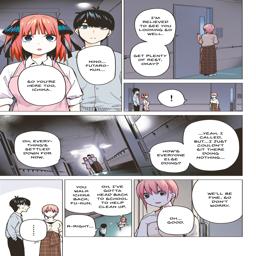 I'M
RELIEVED
TO SEE YOU
LOOKING SO
WELL.
GET PLENTY
OF REST,
OKAY?
HINO...
FUTARO-
KUN...
SO YOU'RE
HERE TOO,
ICHIKA.
!
...YEAH. I
CALLED,
BUT...I JUST
COULDN'T
SIT THERE
DOING
NOTHING...
HOW'S
EVERYONE
ELSE
DOING?
OH, EVERY-
THING'S
SETTLED
DOWN FOR
NOW.
WE'LL BE
FINE, SO
DON'T
WORRY.
OH...
GOOD.
OH, I'VE
GOTTA
HEAD BACK
TO SCHOOL
TO HELP
CLEAN UP.
YOU
WALK
ICHIKA
BACK,
FU-KUN.
R-RIGHT...
......